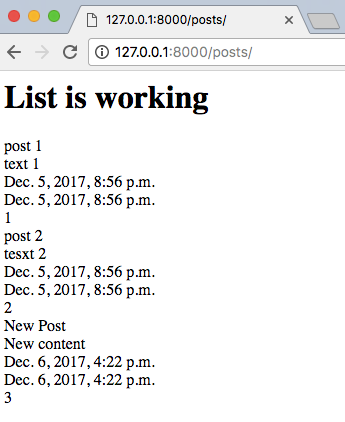 127.0.0.1:8000/posts/
127.0.0.1:8000/posts/
List is working
post 1
text 1
Dec. 5, 2017, 8:56 p.m.
Dec. 5, 2017, 8:56 p.m.
1
post 2
tesxt 2
Dec. 5, 2017, 8:56 p.m.
Dec. 5, 2017, 8:56 p.m.
2
New Post
New content
Dec. 6, 2017, 4:22 p.m.
Dec. 6, 2017, 4:22 p.m.
3